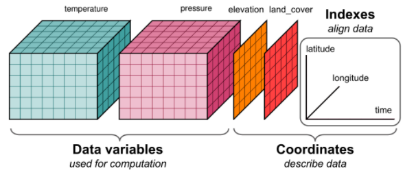 temperature
pressure
elevation
land_cover
Indexes
align data
latitude
longitude
time
Data variables
used for computation
Coordinates
describe data